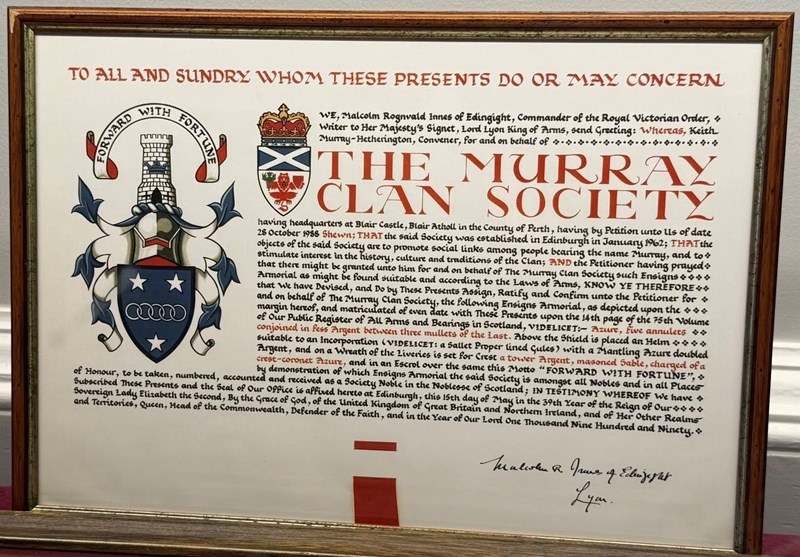 TO ALL AND SUNDRY WHOM THESE PRESENTS DO OR MAY CONCERN
FORWARD WITH FORTUNE
WE, Malcolm Rognvald Innes of Edingight, Commander of the Royal Victorian Order,
Writer to Her Majesty's Signet, Lord Lyon King of Arms, send Greeting: Whereas, Keith
Murray-Hetherington, Convener, for and on behalf of
THE MURRAY
CLAN SOCIETY
having headquarters at Blair Castle, Blair Atholl in the County of Perth, having by Petition unto Us of date
28 October 1988 Shewn; THAT the said Society was established in Edinburgh in January 1962; THAT the
objects of the said Society are to promote social links among people bearing the name Murray, and to
stimulate interest in the history, culture and traditions of the Clan; AND the Petitioner having prayed
that there might be granted unto him for and on behalf of The Murray Clan Society such Ensigns
Armorial as might be found suitable and according to the Laws of Arms, KNOW YE THEREFORE
that We have Devised, and Do by These Presents Assign, Ratify and Confirm unto the Petitioner for
and on behalf of The Murray Clan Society, the following Ensigns Armorial, as depicted upon the
margin hereof, and matriculated of even date with These Presents upon the 14th page of the 75th Volume
of Our Public Register of All Arms and Bearings in Scotland, VIDELICET:- Azure, five annulets
conjoined in fess Argent between three mullets of the Last. Above the Shield is placed an Helm
suitable to an Incorporation (VIDELICET: a Sallet Proper lined Gules) with a Mantling Azure doubled
Argent, and on a Wreath of the Liveries is set for Crest a tower Argent, masoned Sable, charged of a
crest-coronet Azure, and in an Escrol over the same this Motto "FORWARD WITH FORTUNE",
by demonstration of which Ensigns Armorial the said Society is amongst all Nobles and in all Places
of Honour, to be taken, numbered, accounted and received as a Society Noble in the Noblesse of Scotland; IN TESTIMONY WHEREOF We have
Subscribed These Presents and the Seal of Our Office is affixed hereto at Edinburgh, this 15th day of May in the 39th Year of the Reign of Our
Sovereign Lady Elizabeth the Second, By the Grace of God, of the United Kingdom of Great Britain and Northern Ireland, and of Her Other Realms
and Territories, Queen, Head of the Commonwealth, Defender of the Faith, and in the Year of Our Lord One Thousand Nine Hundred and Ninety.
Malcolm R. Innes of Edingight
Lyon.